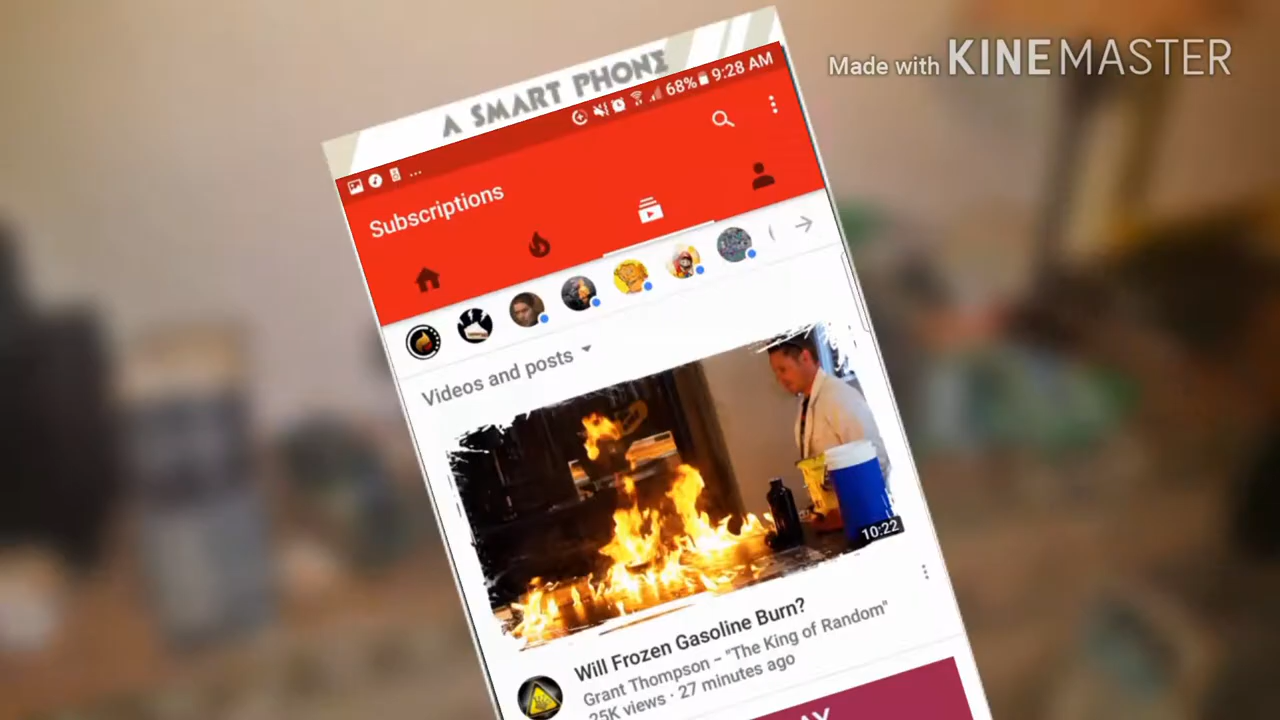 Made with KINEMASTER
A SMART PHONE
68% 9:28 AM
Subscriptions
Videos and posts
10:22
Will Frozen Gasoline Burn?
Grant Thompson - "The King of Random"
25K views · 27 minutes ago